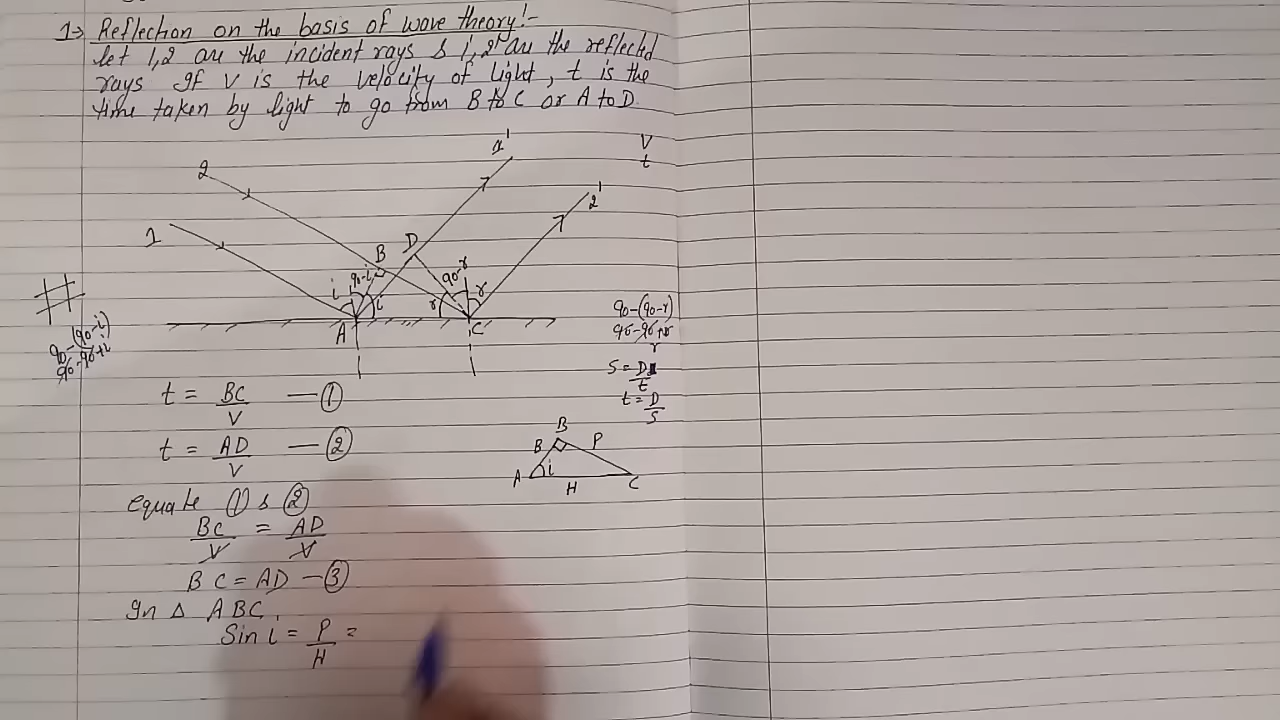 1→ Reflection on the basis of wave theory!-
let 1,2 are the incident rays & 1', 2' are the reflected
rays If V is the velocity of light, t is the
time taken by light to go from B to C or A to D.
1'
V
t
2
2'
1
B
D
i
90-i
i
90-r
r
r
A
C
90-(90-i)
90-90+i
90-(90-r)
90-90+r
r
S = D
t
t = D
S
t = BC —①
V
t = AD —②
V
B
B
P
A
i
H
C
equate ① & ②
BC = AD
V V
BC = AD —③
In Δ ABC,
Sin i = P =
H